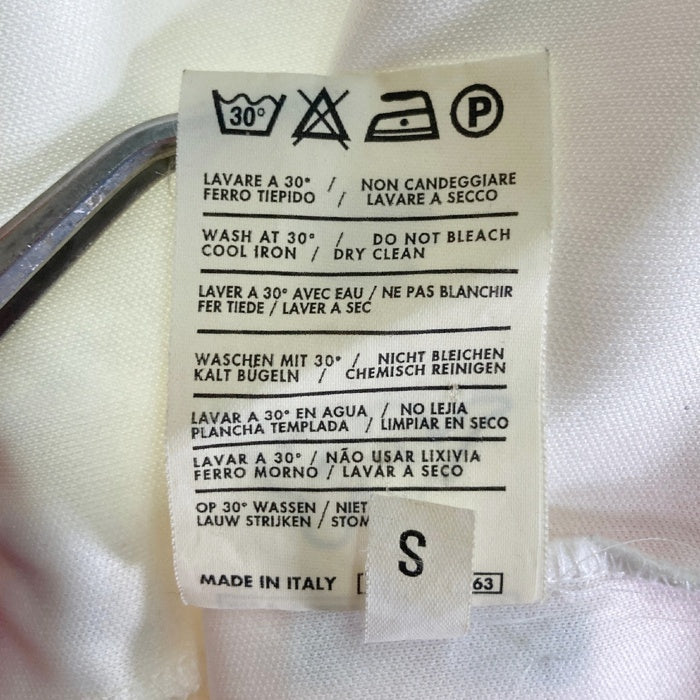 30° P
LAVARE A 30° / NON CANDEGGIARE
FERRO TIEPIDO / LAVARE A SECCO
WASH AT 30° / DO NOT BLEACH
COOL IRON / DRY CLEAN
LAVER A 30° AVEC EAU / NE PAS BLANCHIR
FER TIEDE / LAVER A SEC
WASCHEN MIT 30° / NICHT BLEICHEN
KALT BUGELN / CHEMISCH REINIGEN
LAVAR A 30° EN AGUA / NO LEJIA
PLANCHA TEMPLADA / LIMPIAR EN SECO
LAVAR A 30° / NÃO USAR LIXIVIA
FERRO MORNO / LAVAR A SECO
OP 30° WASSEN / NIET
LAUW STRIJKEN / STOM
S
MADE IN ITALY 63